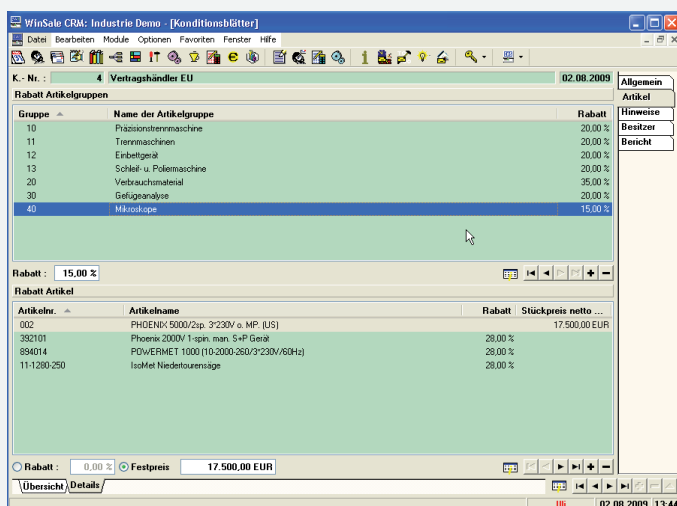 WinSale CRM: Industrie Demo - [Konditionsblätter]
Datei Bearbeiten Module Optionen Favoriten Fenster Hilfe
K.- Nr. : 4 Vertragshändler EU 02.08.2009
Allgemein
Artikel
Hinweise
Besitzer
Bericht
Rabatt Artikelgruppen
Gruppe Name der Artikelgruppe Rabatt
10 Präzisionstrennmaschine 20,00 %
11 Trennmaschinen 20,00 %
12 Einbettgerät 20,00 %
13 Schleif- u. Poliermaschine 20,00 %
20 Verbrauchsmaterial 35,00 %
30 Gefügeanalyse 20,00 %
40 Mikroskope 15,00 %
Rabatt : 15,00 %
Rabatt Artikel
Artikelnr. Artikelname Rabatt Stückpreis netto ...
002 PHOENIX 5000/2sp. 3*230V o. MP. (US) 17.500,00 EUR
392101 Phoenix 2000V 1-spin. man. S+P Gerät 28,00 %
894014 POWERMET 1000 (10-2000-260/3*230V/60Hz) 28,00 %
11-1280-250 IsoMet Niedertourensäge 28,00 %
Rabatt : 0,00 % Festpreis 17.500,00 EUR
Übersicht Details
Uli 02.08.2009 13:44